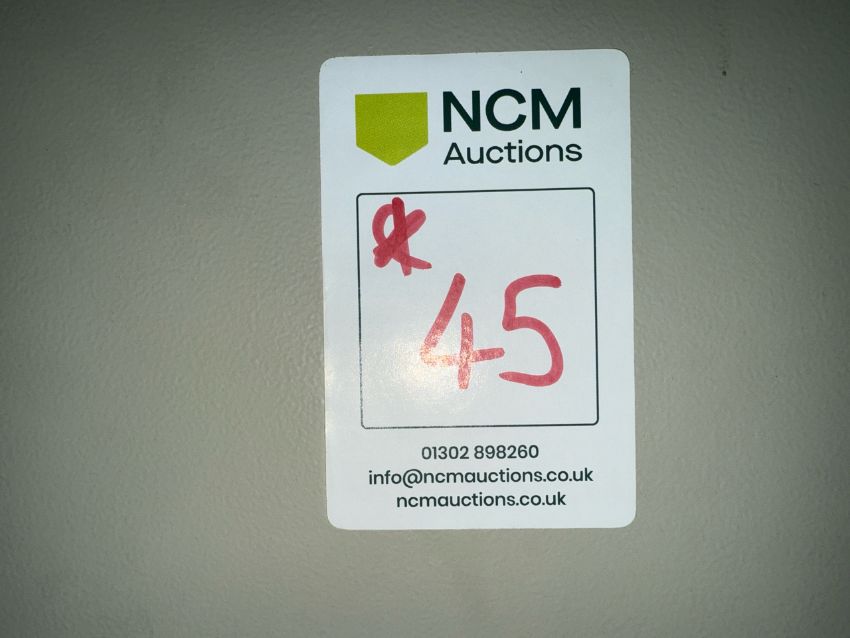 NCM
Auctions
45
01302 898260
info@ncmauctions.co.uk
ncmauctions.co.uk